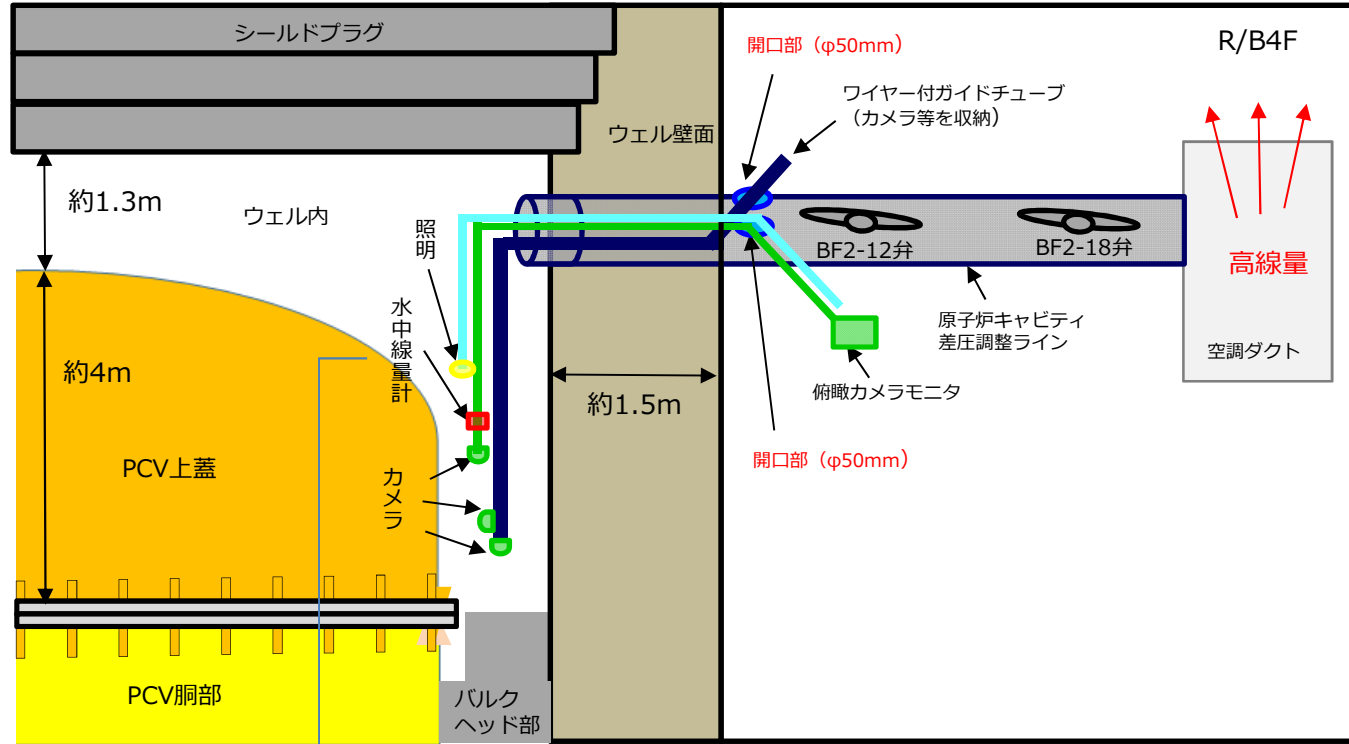 シールドプラグ
開口部（φ50mm）
R/B4F
ワイヤー付ガイドチューブ
（カメラ等を収納）
ウェル壁面
約1.3m
ウェル内
照明
BF2-12弁
BF2-18弁
高線量
水中線量計
原子炉キャビティ
差圧調整ライン
空調ダクト
約4m
俯瞰カメラモニタ
約1.5m
PCV上蓋
カメラ
開口部（φ50mm）
PCV胴部
バルク
ヘッド部